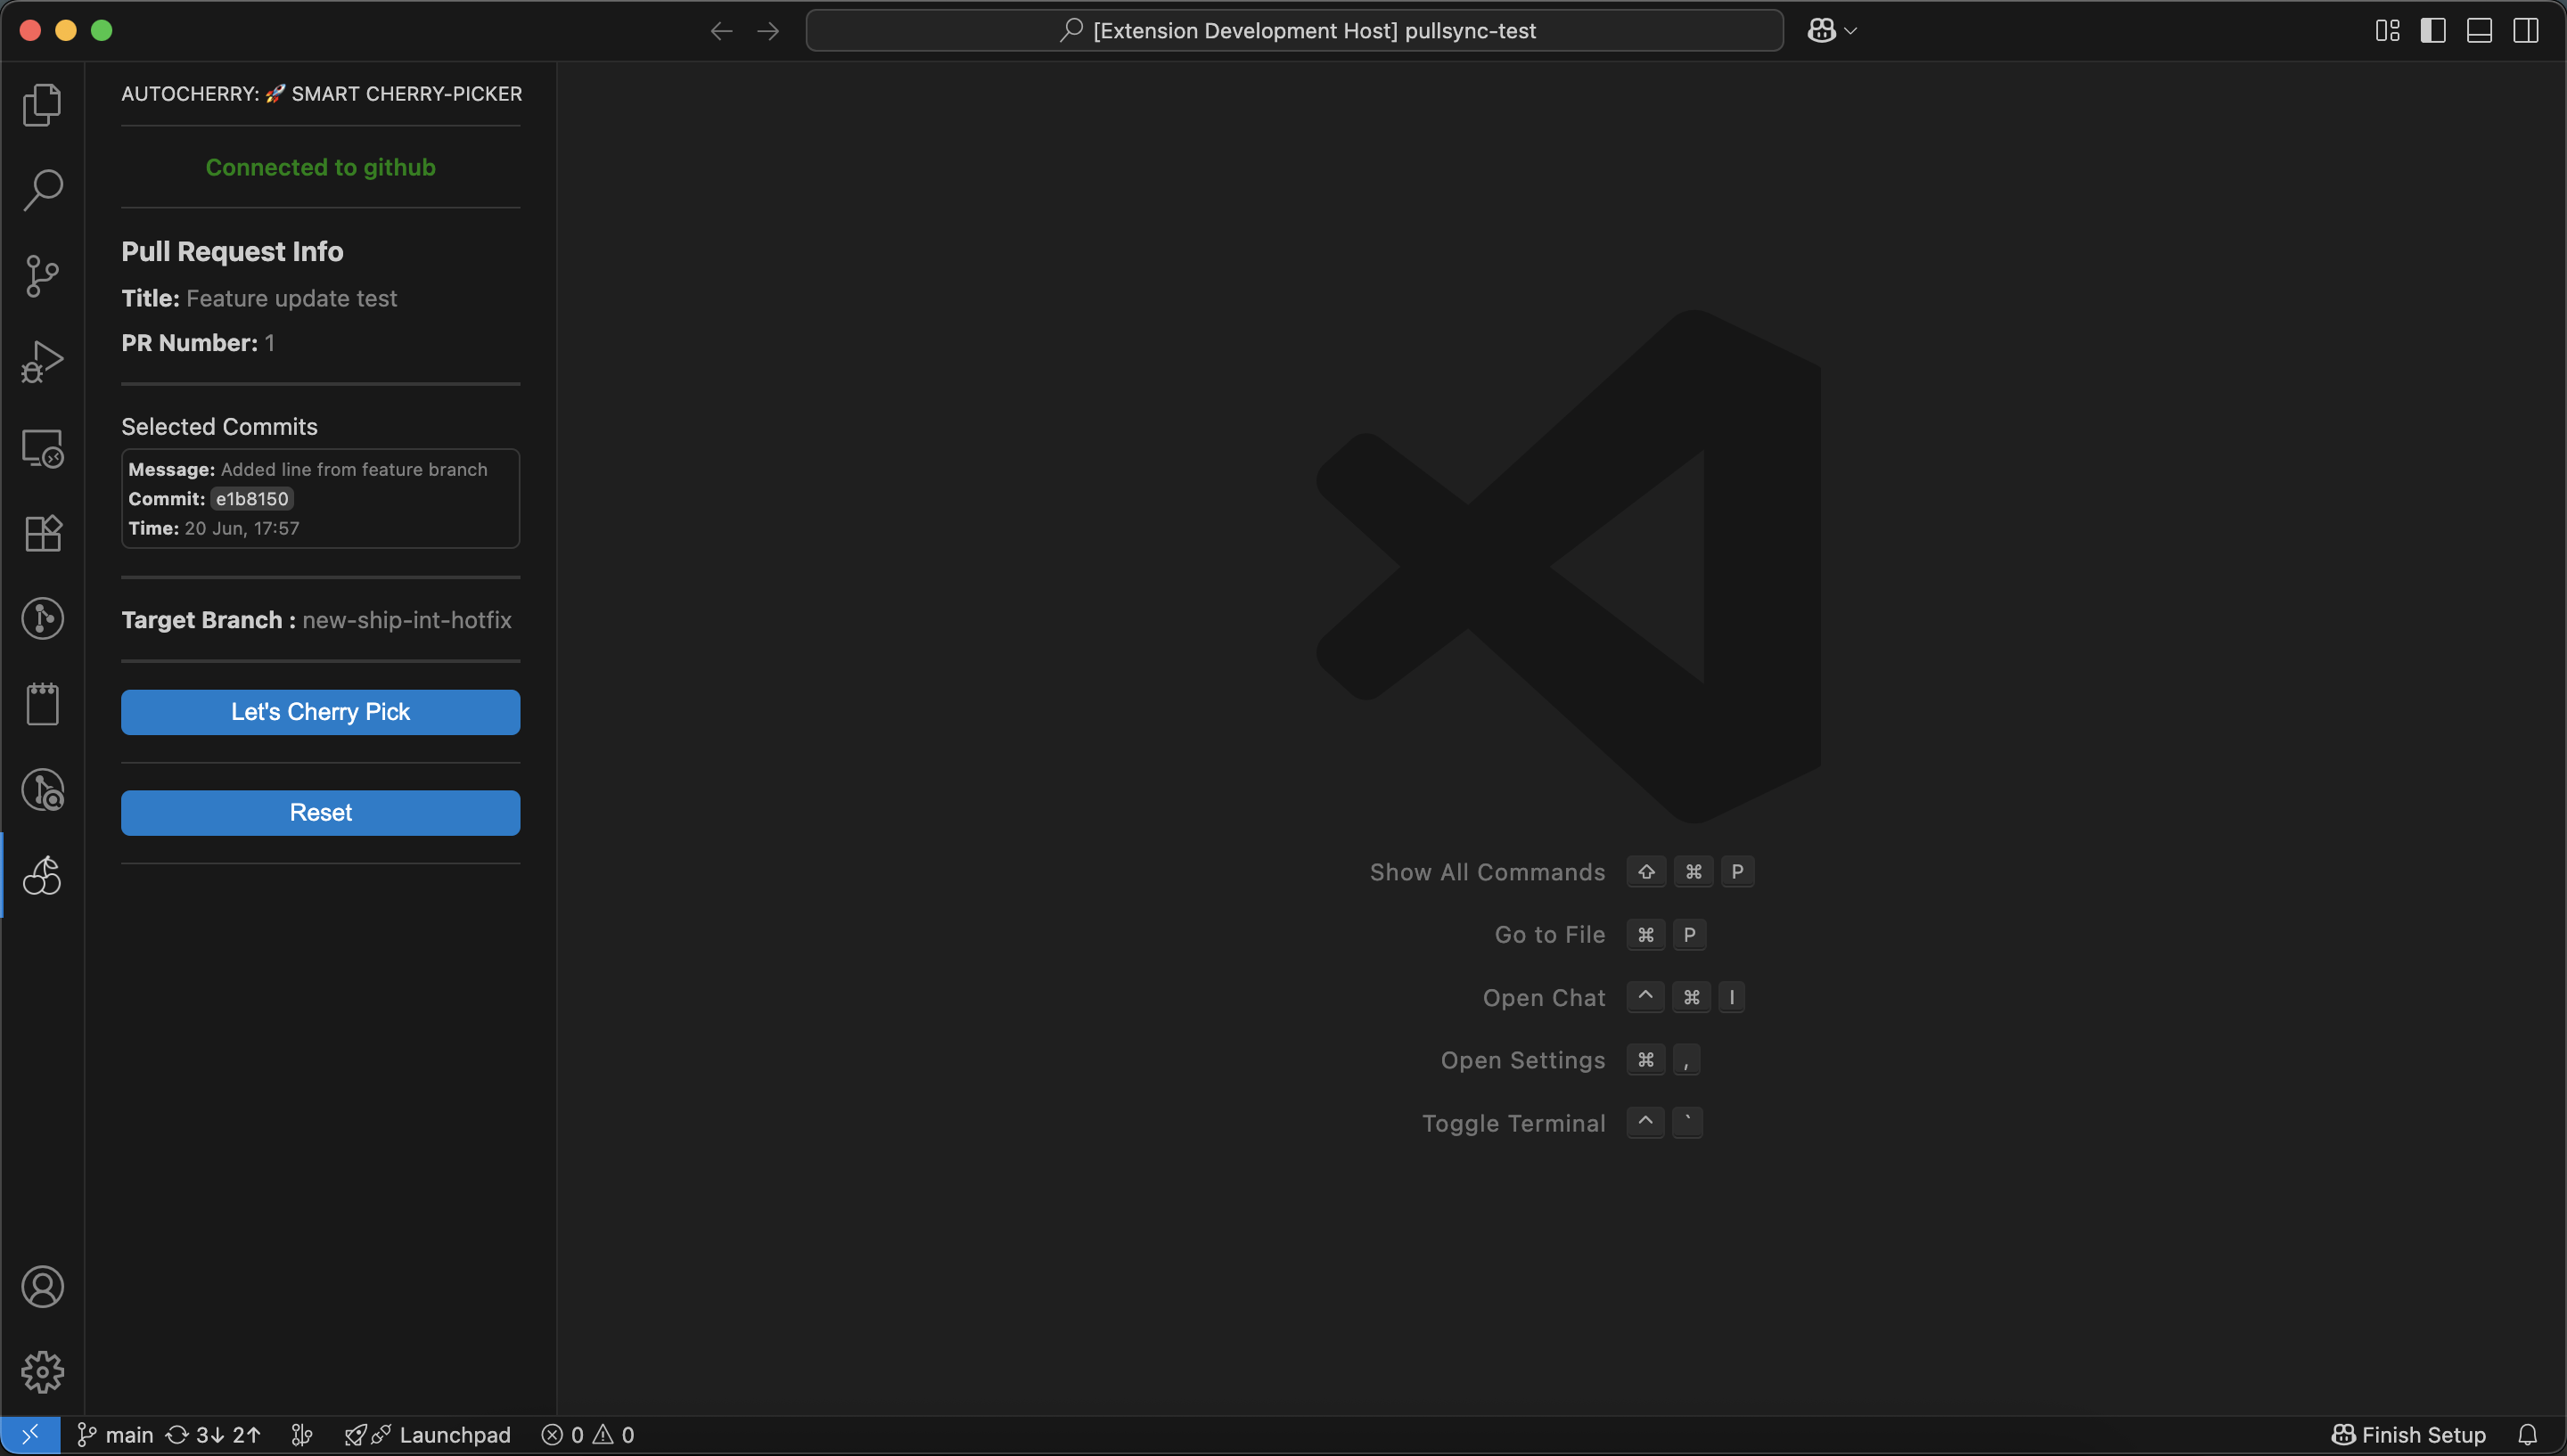 [Extension Development Host] pullsync-test
AUTOCHERRY: 🚀 SMART CHERRY-PICKER
Connected to github
Pull Request Info
Title: Feature update test
PR Number: 1
Selected Commits
Message: Added line from feature branch
Commit: e1b8150
Time: 20 Jun, 17:57
Target Branch : new-ship-int-hotfix
Let's Cherry Pick
Reset
Show All Commands ⇧ ⌘ P
Go to File ⌘ P
Open Chat ^ ⌘ I
Open Settings ⌘ ,
Toggle Terminal ^ `
main 3↓ 2↑ Launchpad 0 0 Finish Setup